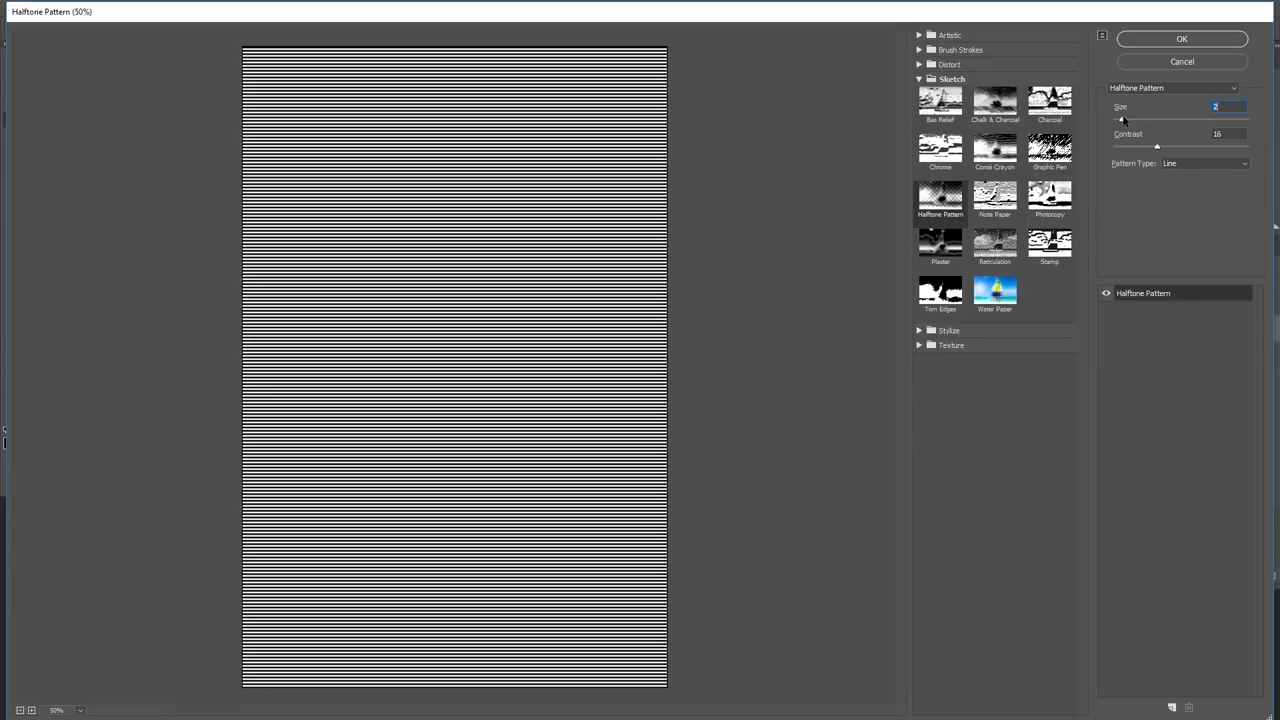 Halftone Pattern (50%)
Artistic
Brush Strokes
Distort
Sketch
Bas Relief
Chalk & Charcoal
Charcoal
Chrome
Conté Crayon
Graphic Pen
Halftone Pattern
Note Paper
Photocopy
Plaster
Reticulation
Stamp
Torn Edges
Water Paper
Stylize
Texture
OK
Cancel
Halftone Pattern
Size 2
Contrast 16
Pattern Type: Line
Halftone Pattern
50%